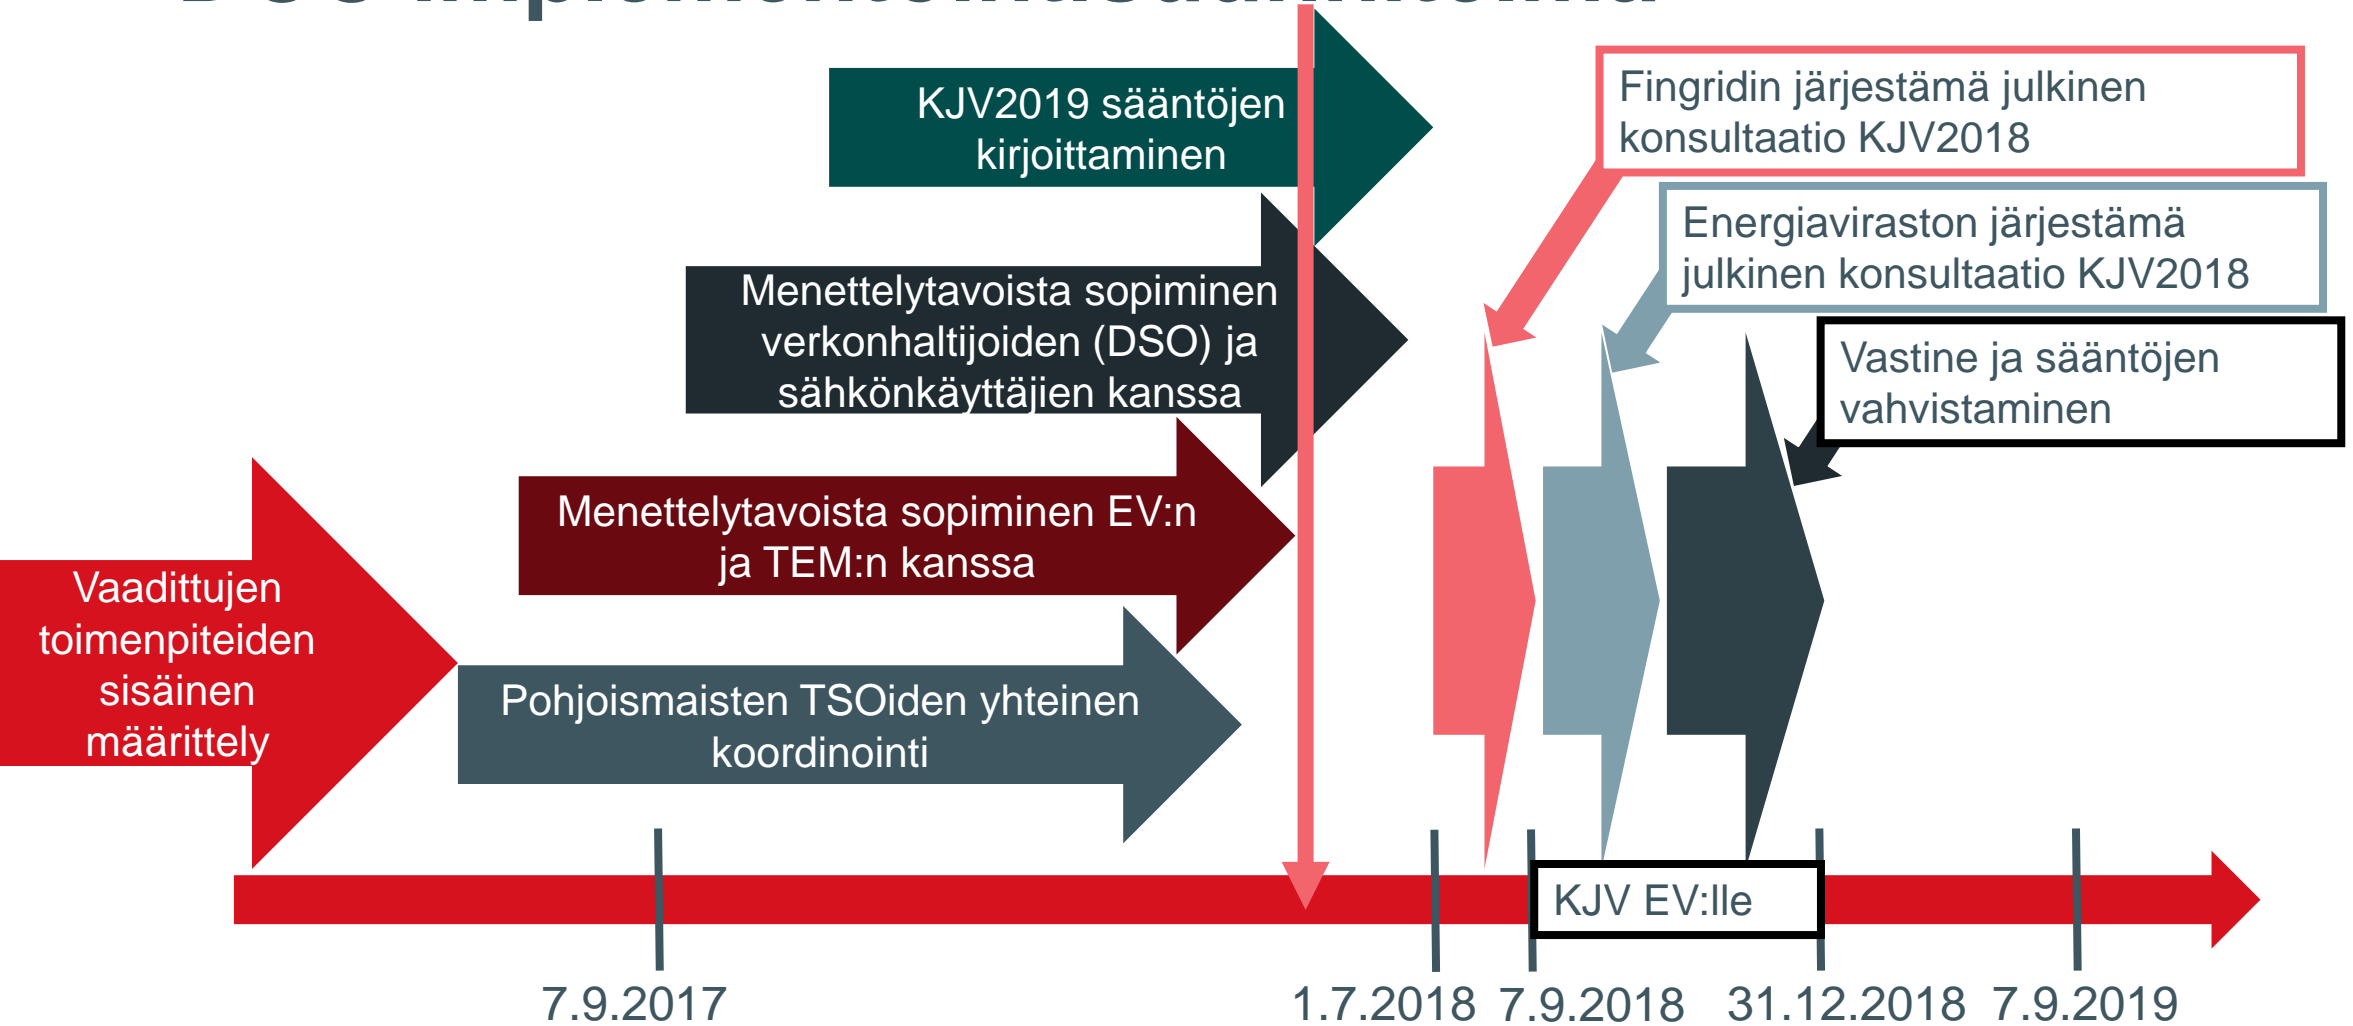 KJV2019 sääntöjen
kirjoittaminen
Fingridin järjestämä julkinen
konsultaatio KJV2018
Energiaviraston järjestämä
julkinen konsultaatio KJV2018
Menettelytavoista sopiminen
verkonhaltijoiden (DSO) ja
sähkönkäyttäjien kanssa
Vastine ja sääntöjen
vahvistaminen
Menettelytavoista sopiminen EV:n
ja TEM:n kanssa
Vaadittujen
toimenpiteiden
sisäinen
määrittely
Pohjoismaisten TSOiden yhteinen
koordinointi
KJV EV:lle
7.9.2017
1.7.2018
7.9.2018
31.12.2018
7.9.2019